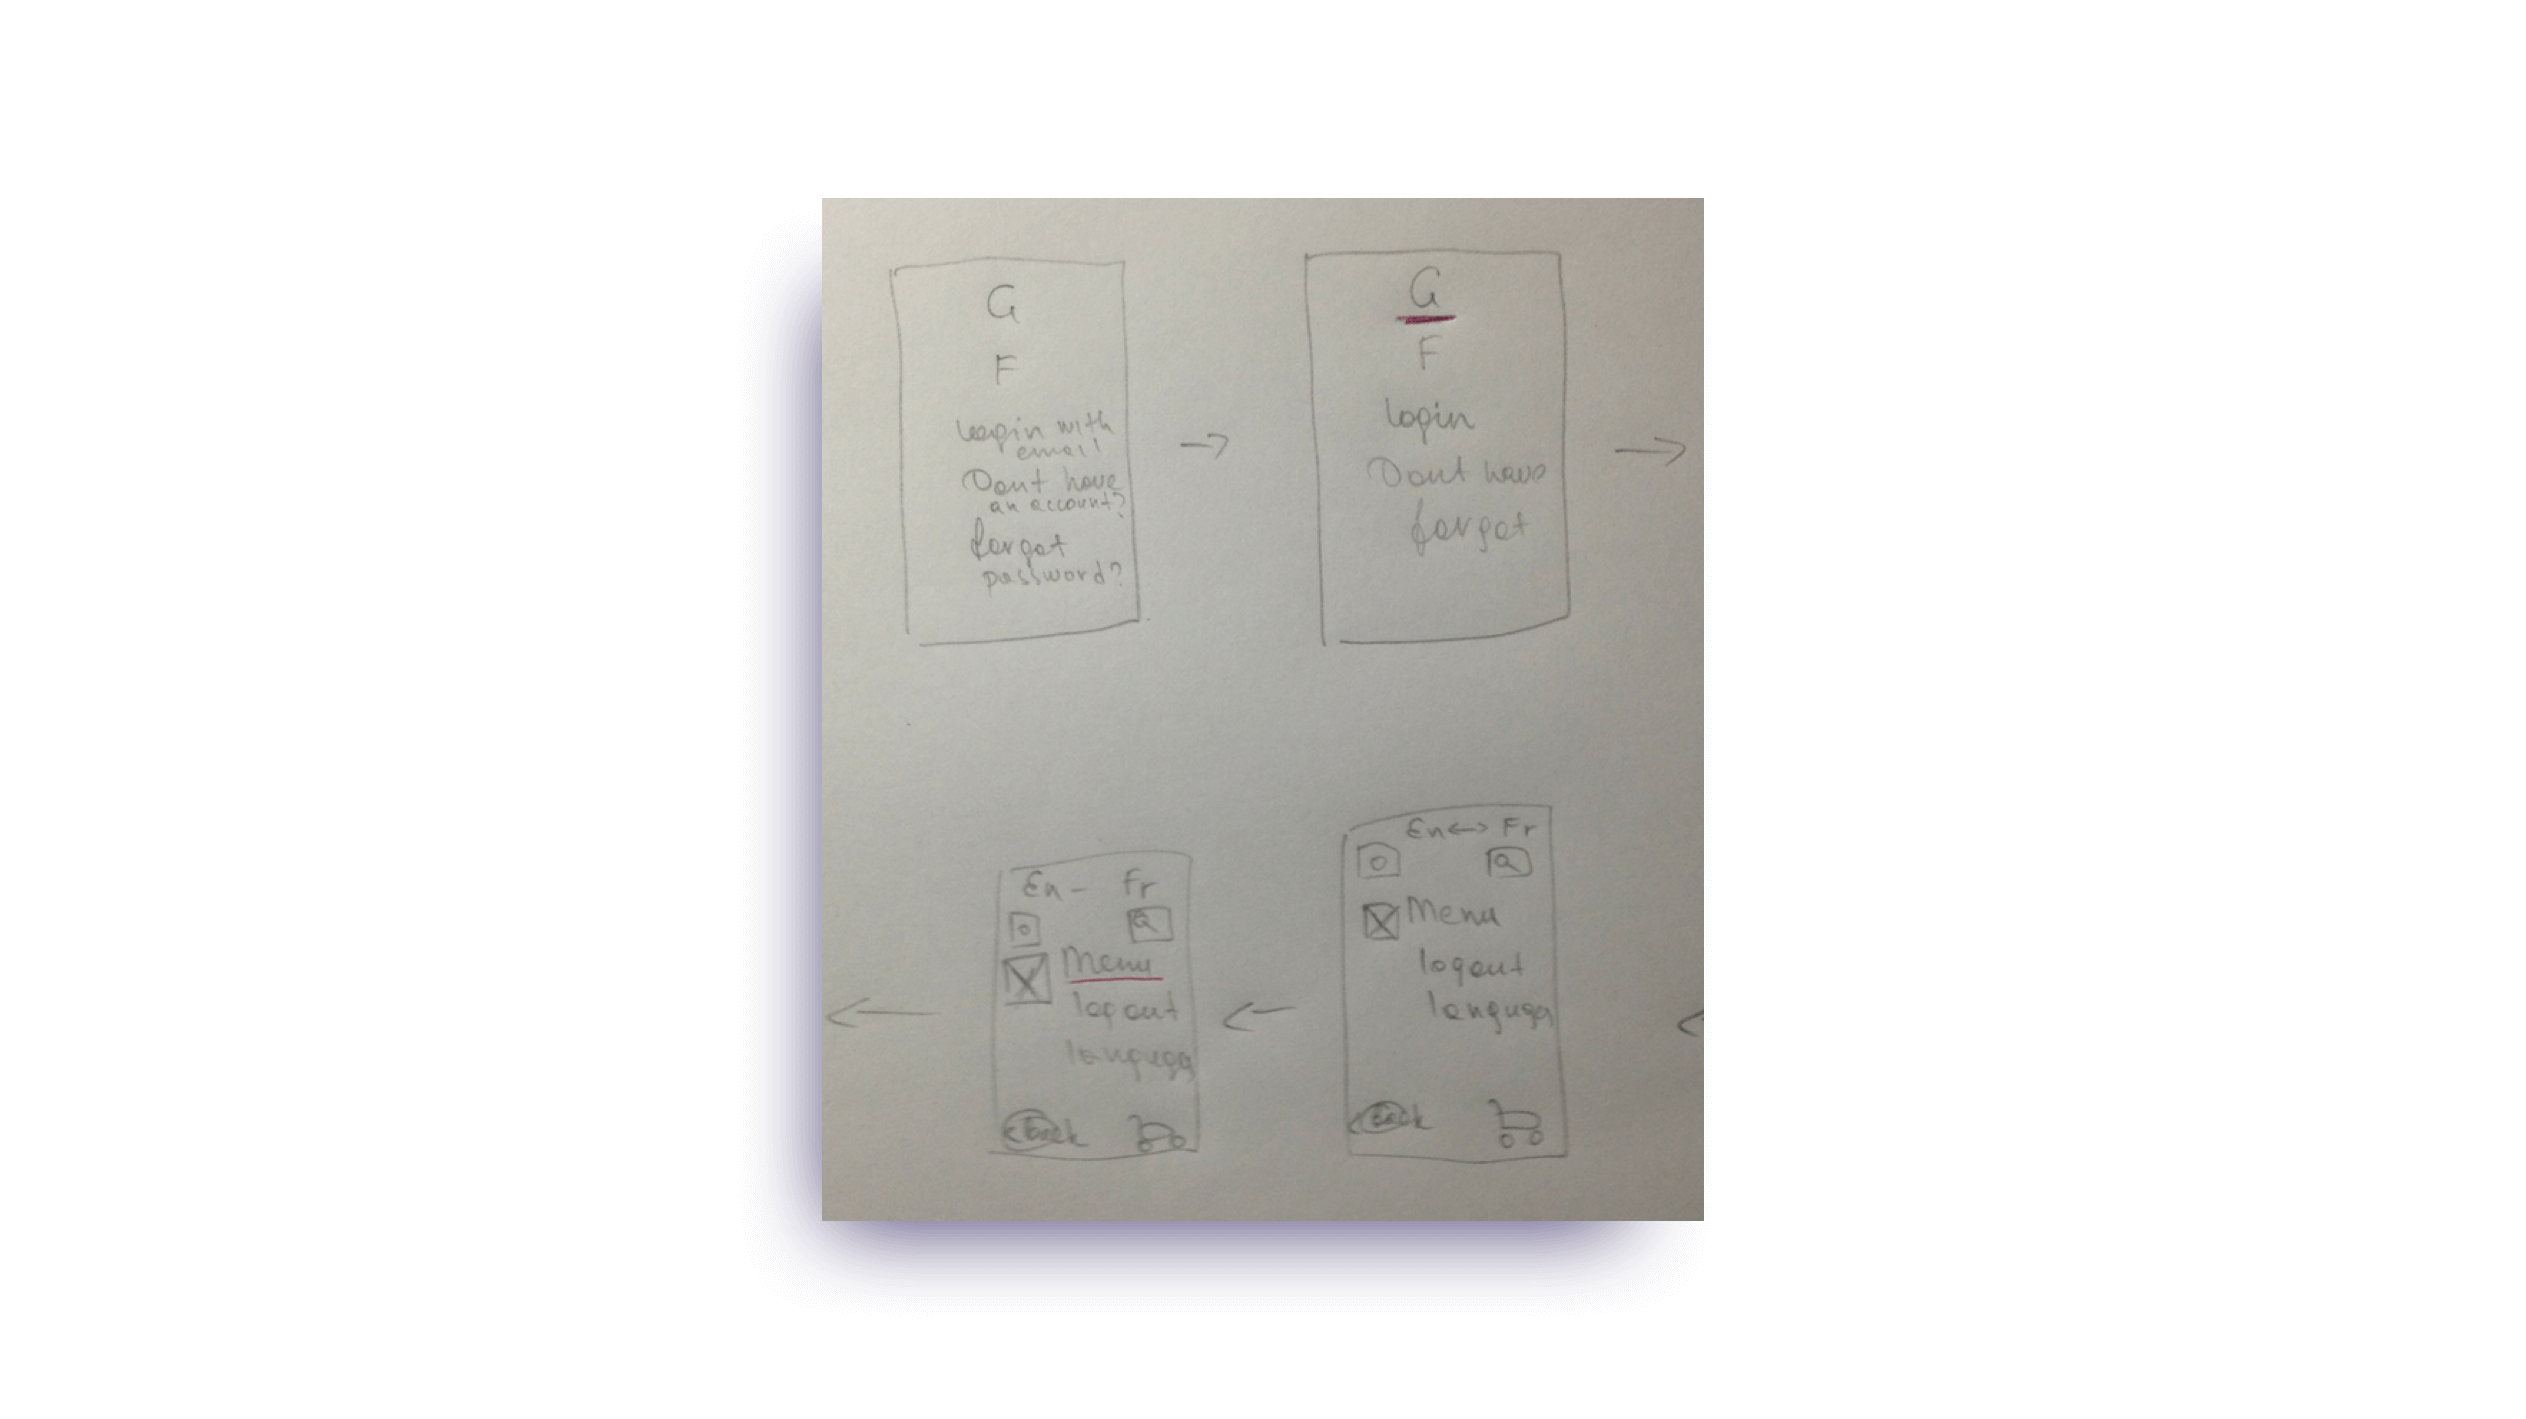 G
F
Login with
email
Dont have
an account?
forgot
password?
G
F
login
Dont have
forgot
En - Fr
Menu
logout
languga
Back
En <-> Fr
Menu
logout
languga
Back